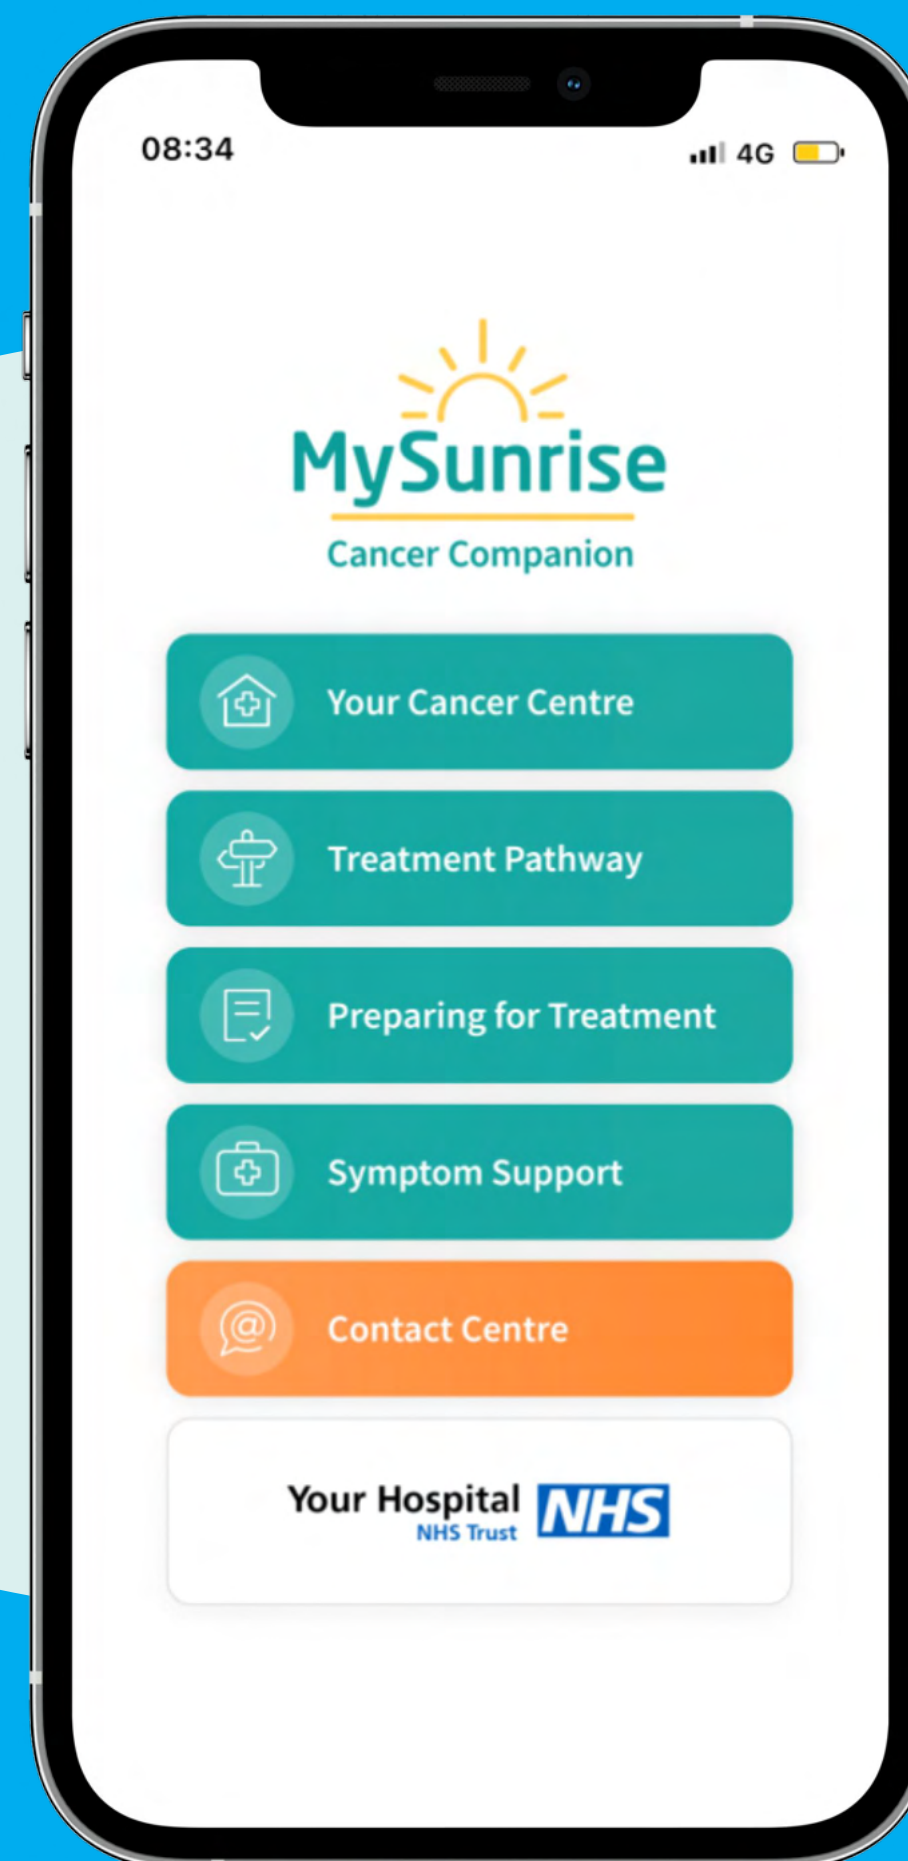 08:34
4G
MySunrise
Cancer Companion
Your Cancer Centre
Treatment Pathway
Preparing for Treatment
Symptom Support
@
Contact Centre
Your Hospital NHS
NHS Trust